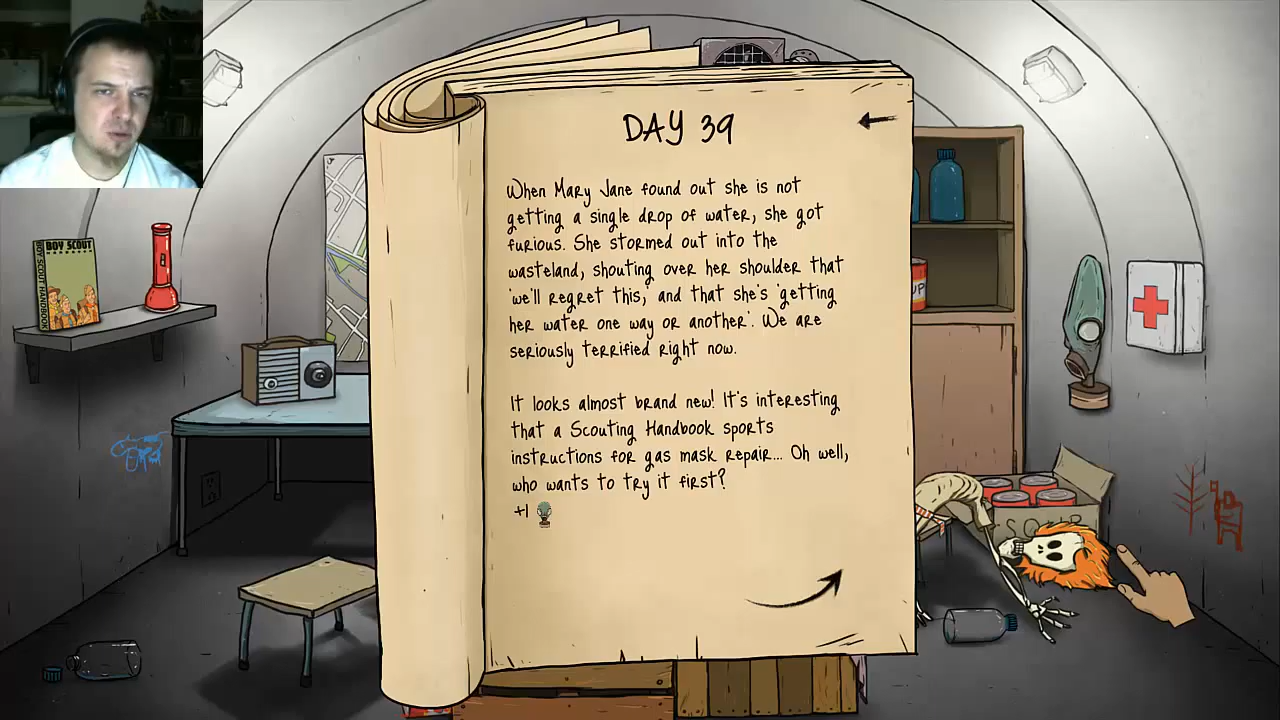 DAY 39
When Mary Jane found out she is not
getting a single drop of water, she got
furious. She stormed out into the
wasteland, shouting over her shoulder that
'we'll regret this,' and that she's 'getting
her water one way or another'. We are
seriously terrified right now.
It looks almost brand new! It's interesting
that a Scouting Handbook sports
instructions for gas mask repair... Oh well,
who wants to try it first?
+1
BOY SCOUT
BOY SCOUT HANDBOOK
UP
SOUP